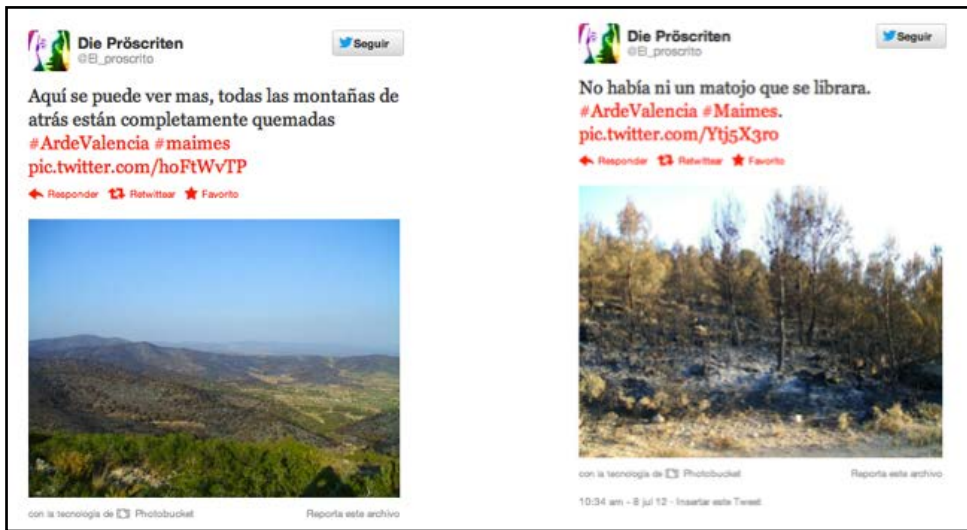 Die Pröscriten
@El_proscrito
Seguir
Aquí se puede ver mas, todas las montañas de
atrás están completamente quemadas
#ArdeValencia #maimes
pic.twitter.com/hoFtWvTP
Responder Retwittear Favorito
con la tecnología de Photobucket
Reporta este archivo
Die Pröscriten
@El_proscrito
Seguir
No había ni un matojo que se librara.
#ArdeValencia #Maimes.
pic.twitter.com/Ytj5X3ro
Responder Retwittear Favorito
con la tecnología de Photobucket
Reporta este archivo
10:34 am - 8 jul 12 · Insertar este Tweet